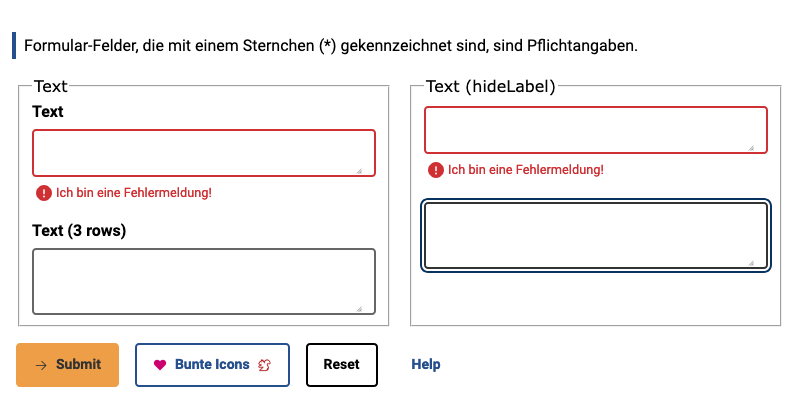 Formular-Felder, die mit einem Sternchen (*) gekennzeichnet sind, sind Pflichtangaben.
Text
Text
Ich bin eine Fehlermeldung!
Text (3 rows)
Text (hideLabel)
Ich bin eine Fehlermeldung!
Submit
Bunte Icons
Reset
Help